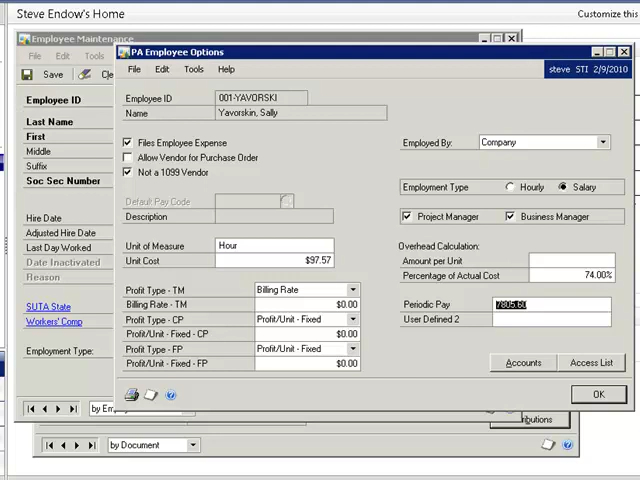 Steve Endow's Home
Customize this
Employee Maintenance
File Edit Tools
Save
Employee ID
Last Name
First
Middle
Suffix
Soc Sec Number
Hire Date
Adjusted Hire Date
Last Day Worked
Date Inactivated
Reason
SUTA State
Workers' Comp
Employment Type:
PA Employee Options
File Edit Tools Help
steve STI 2/9/2010
Employee ID 001-YAVORSKI
Name Yavorskin, Sally
Files Employee Expense
Allow Vendor for Purchase Order
Not a 1099 Vendor
Default Pay Code
Description
Unit of Measure Hour
Unit Cost $97.57
Profit Type - TM Billing Rate
Billing Rate - TM $0.00
Profit Type - CP Profit/Unit - Fixed
Profit/Unit - Fixed - CP $0.00
Profit Type - FP Profit/Unit - Fixed
Profit/Unit - Fixed - FP $0.00
Employed By: Company
Employment Type Hourly Salary
Project Manager Business Manager
Overhead Calculation:
Amount per Unit
Percentage of Actual Cost 74.00%
Periodic Pay 7805.60
User Defined 2
Accounts Access List
OK
by Document